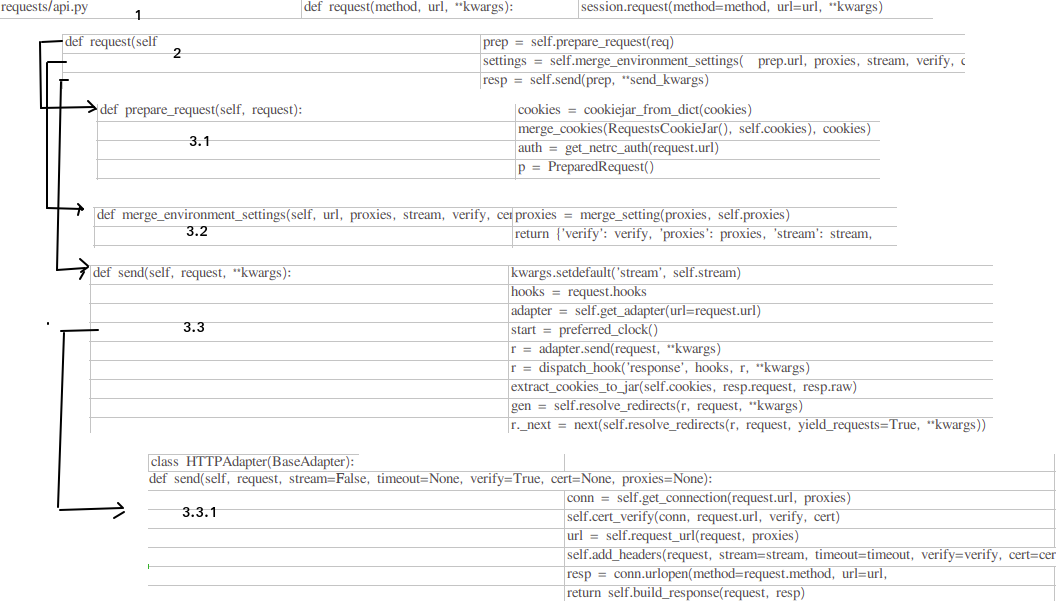 requests/api.py def request(method, url, **kwargs): session.request(method=method, url=url, **kwargs)
1
def request(self prep = self.prepare_request(req)
2
settings = self.merge_environment_settings( prep.url, proxies, stream, verify, c
resp = self.send(prep, **send_kwargs)
def prepare_request(self, request): cookies = cookiejar_from_dict(cookies)
merge_cookies(RequestsCookieJar(), self.cookies), cookies)
3.1
auth = get_netrc_auth(request.url)
p = PreparedRequest()
def merge_environment_settings(self, url, proxies, stream, verify, cer proxies = merge_setting(proxies, self.proxies)
3.2 return {'verify': verify, 'proxies': proxies, 'stream': stream,
def send(self, request, **kwargs): kwargs.setdefault('stream', self.stream)
hooks = request.hooks
adapter = self.get_adapter(url=request.url)
3.3 start = preferred_clock()
r = adapter.send(request, **kwargs)
r = dispatch_hook('response', hooks, r, **kwargs)
extract_cookies_to_jar(self.cookies, resp.request, resp.raw)
gen = self.resolve_redirects(r, request, **kwargs)
r._next = next(self.resolve_redirects(r, request, yield_requests=True, **kwargs))
class HTTPAdapter(BaseAdapter):
def send(self, request, stream=False, timeout=None, verify=True, cert=None, proxies=None):
conn = self.get_connection(request.url, proxies)
3.3.1 self.cert_verify(conn, request.url, verify, cert)
url = self.request_url(request, proxies)
self.add_headers(request, stream=stream, timeout=timeout, verify=verify, cert=cer
resp = conn.urlopen(method=request.method, url=url,
return self.build_response(request, resp)